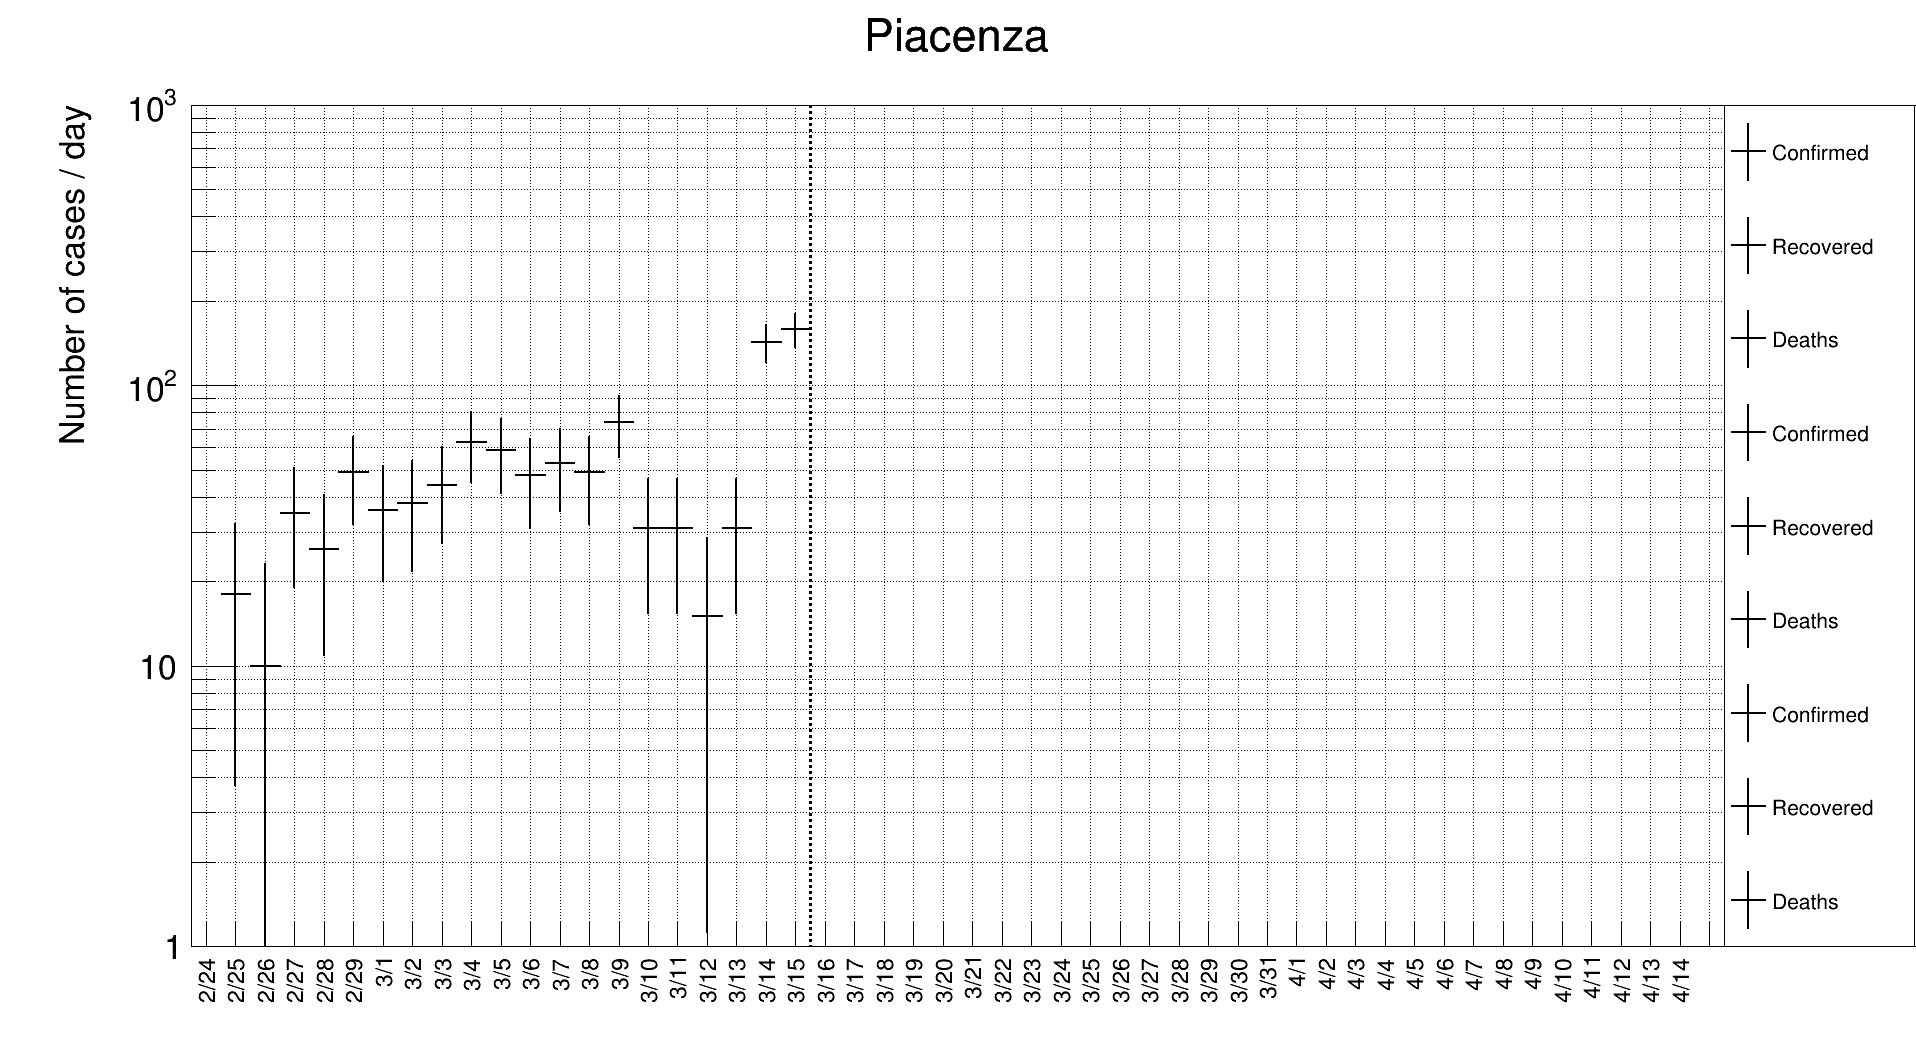 Piacenza
Number of cases / day
10^3
10^2
10
1
2/24 2/25 2/26 2/27 2/28 2/29 3/1 3/2 3/3 3/4 3/5 3/6 3/7 3/8 3/9 3/10 3/11 3/12 3/13 3/14 3/15 3/16 3/17 3/18 3/19 3/20 3/21 3/22 3/23 3/24 3/25 3/26 3/27 3/28 3/29 3/30 3/31 4/1 4/2 4/3 4/4 4/5 4/6 4/7 4/8 4/9 4/10 4/11 4/12 4/13 4/14
Confirmed
Recovered
Deaths
Confirmed
Recovered
Deaths
Confirmed
Recovered
Deaths